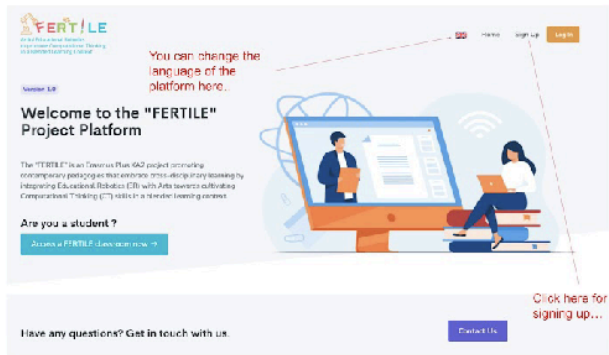 FERTILE
Home
Sign Up
Log In
You can change the
language of the
platform here..
Version 1.0
Welcome to the "FERTILE"
Project Platform
The "FERTILE" is an Erasmus Plus KA2 project promoting
contemporary pedagogies that embrace cross-disciplinary learning by
integrating Educational Robotics (ER) with Arts towards cultivating
Computational Thinking (CT) skills in a blended learning context.
Are you a student ?
Access a FERTILE classroom now →
Click here for
signing up...
Have any questions? Get in touch with us.
Contact Us